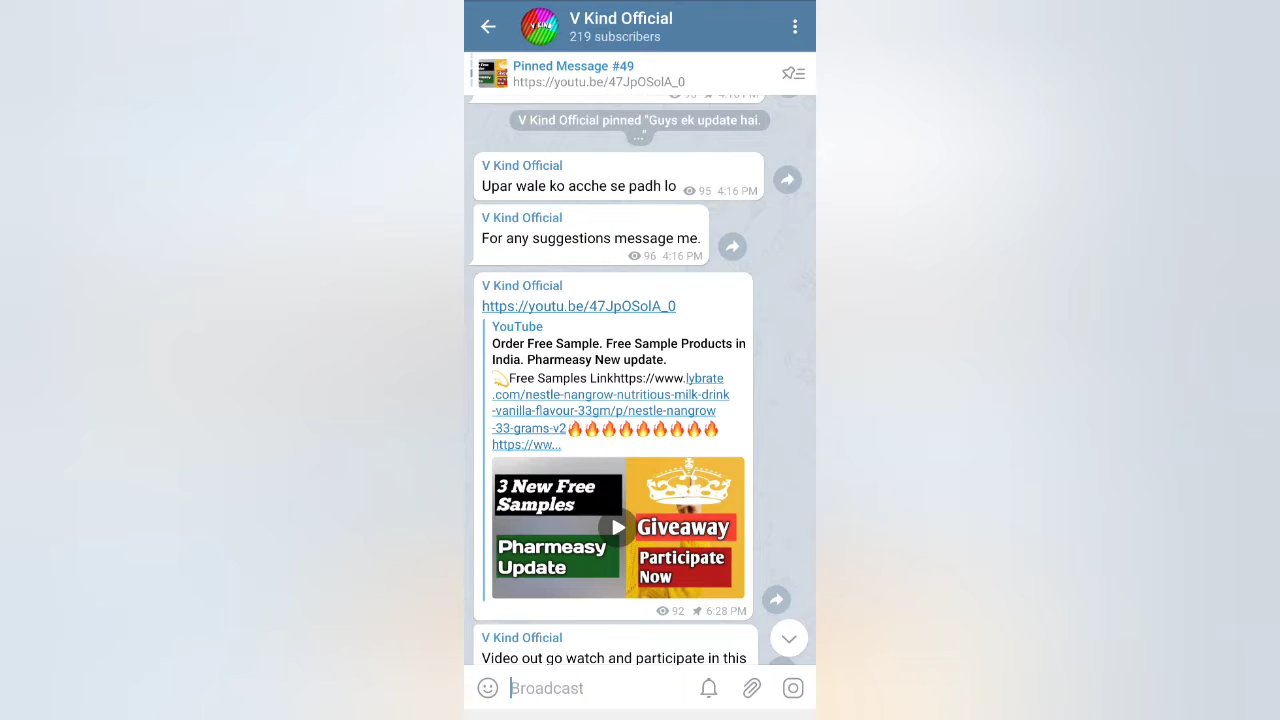 V Kind Official
219 subscribers
Pinned Message #49
https://youtu.be/47JpOSolA_0
V Kind Official pinned "Guys ek update hai.
..."
V Kind Official
Upar wale ko acche se padh lo
95 4:16 PM
V Kind Official
For any suggestions message me.
96 4:16 PM
V Kind Official
https://youtu.be/47JpOSolA_0
YouTube
Order Free Sample. Free Sample Products in
India. Pharmeasy New update.
💫Free Samples Linkhttps://www.lybrate
.com/nestle-nangrow-nutritious-milk-drink
-vanilla-flavour-33gm/p/nestle-nangrow
-33-grams-v2🔥🔥🔥🔥🔥🔥🔥🔥🔥
https://ww...
3 New Free
Samples
Pharmeasy
Update
Giveaway
Participate
Now
92 6:28 PM
V Kind Official
Video out go watch and participate in this
Broadcast